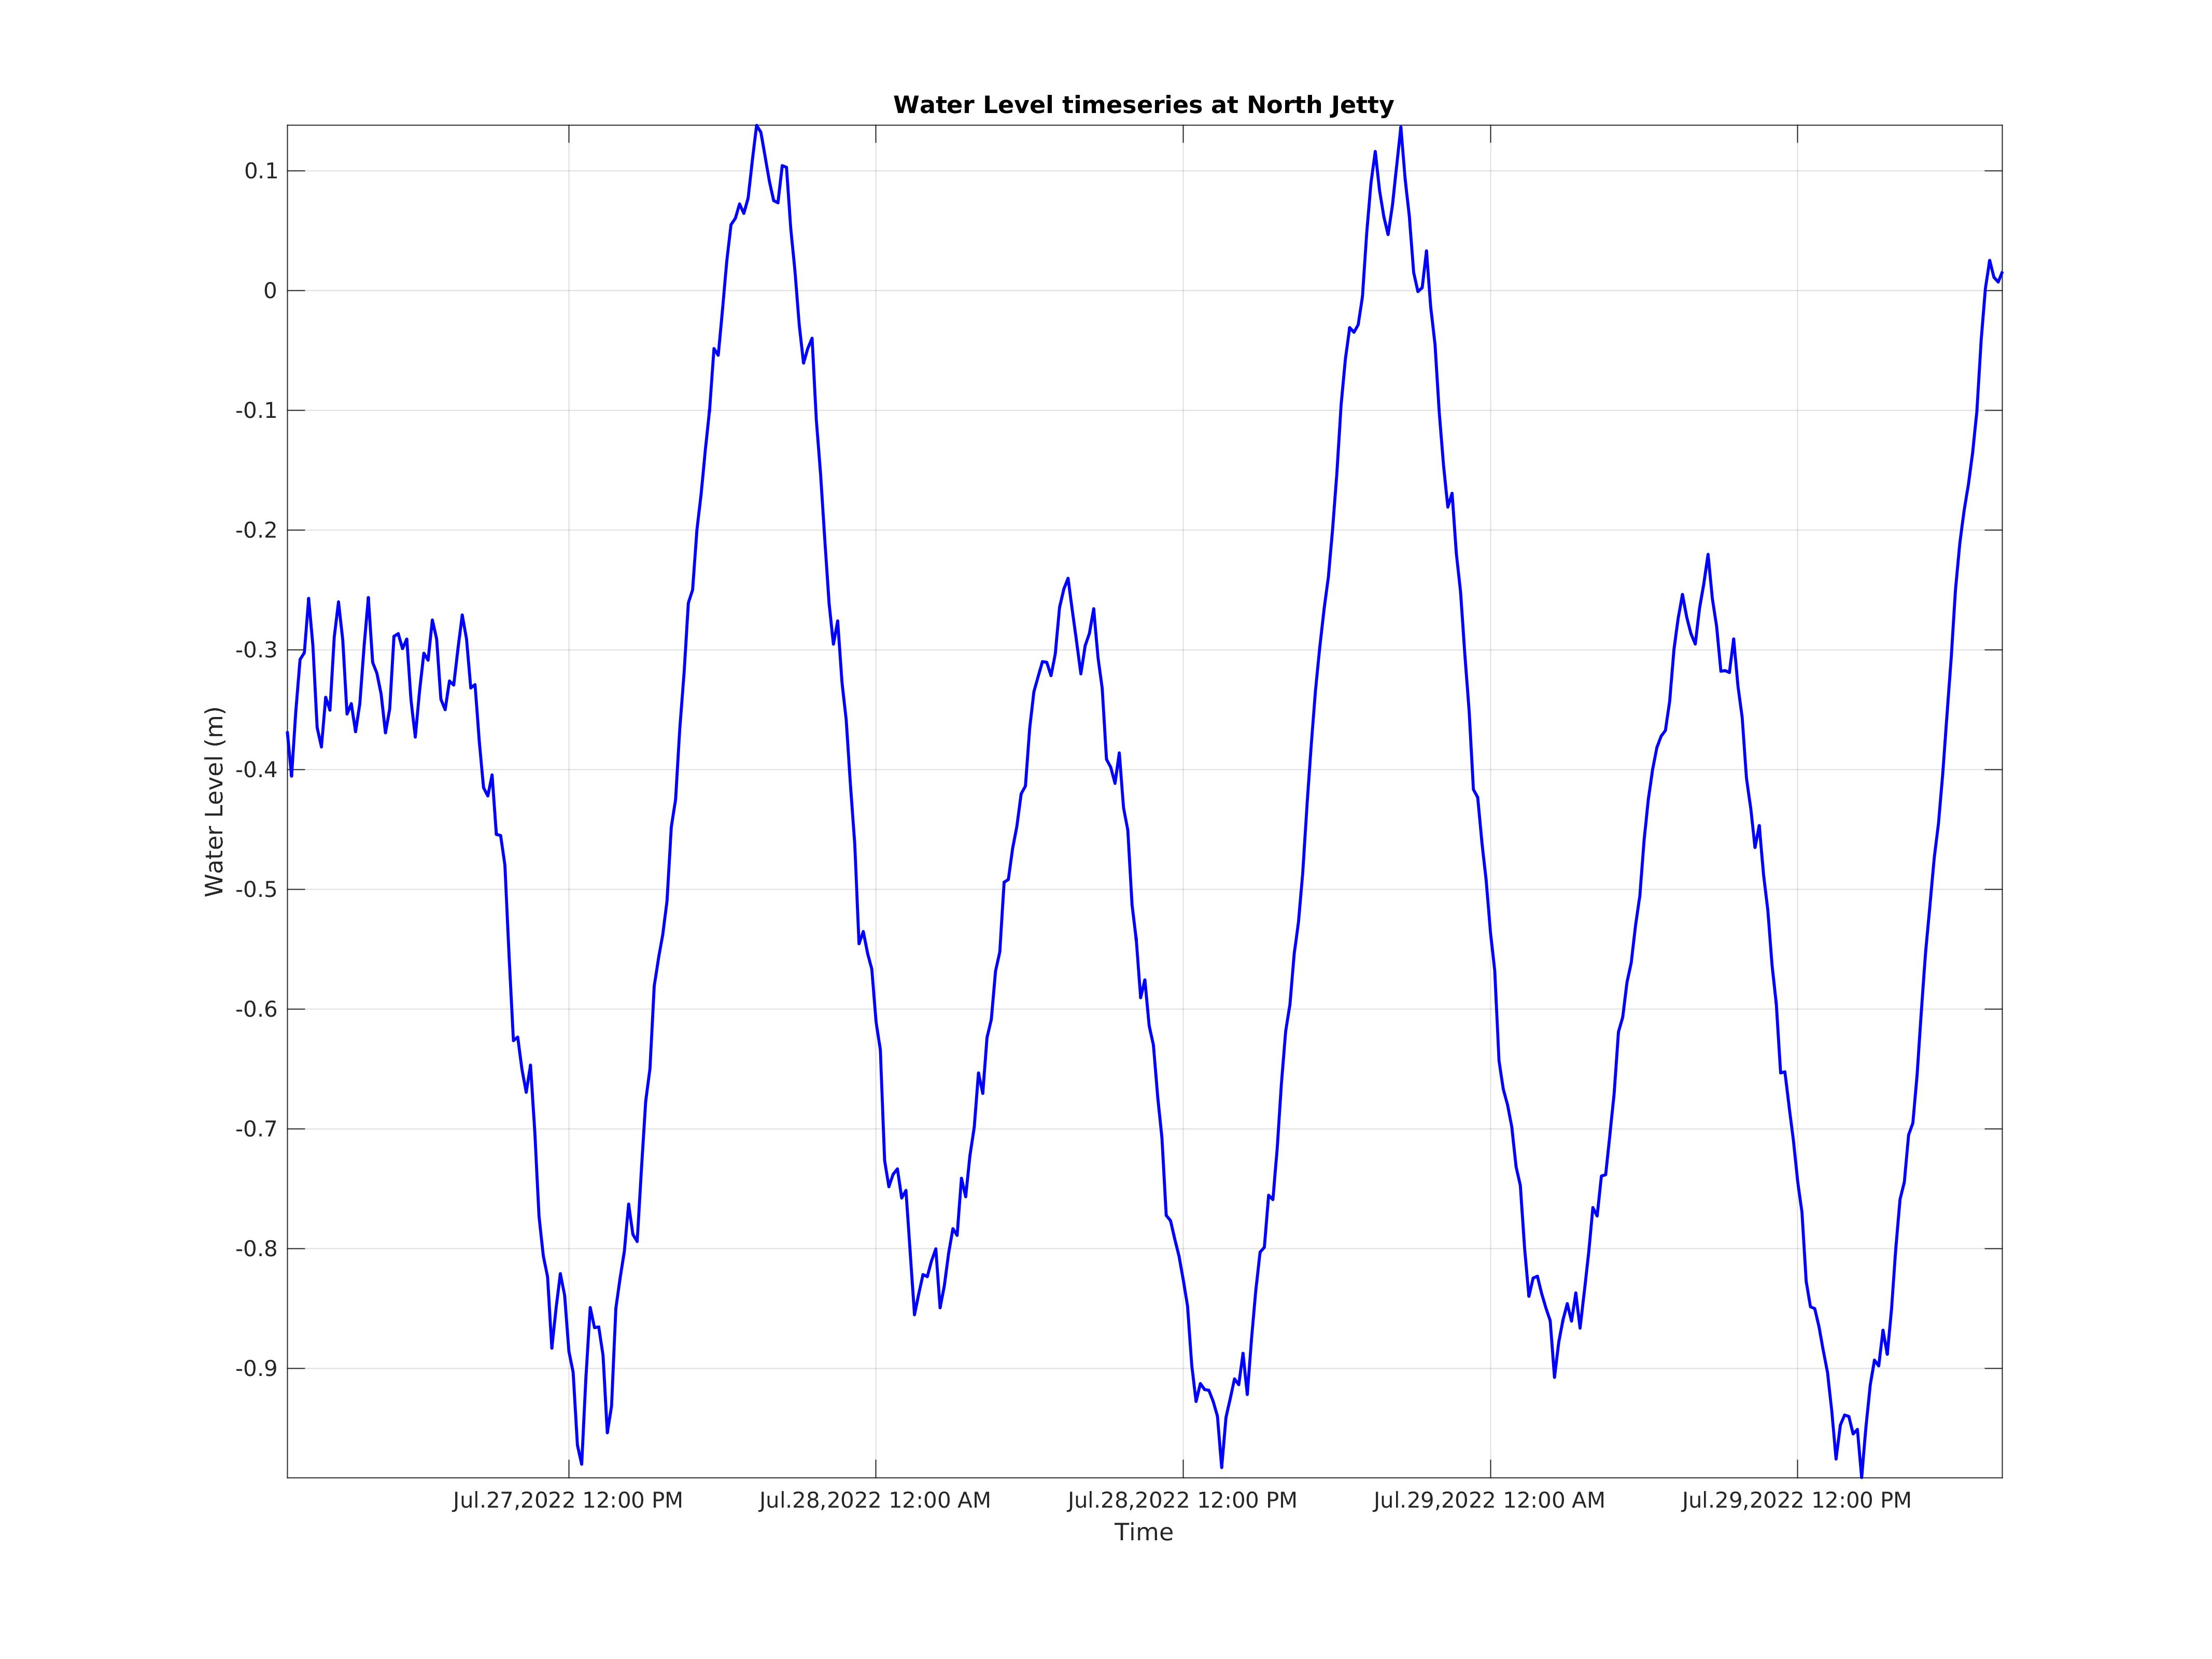 Water Level timeseries at North Jetty
0.1
0
-0.1
-0.2
-0.3
-0.4
-0.5
-0.6
-0.7
-0.8
-0.9
Water Level (m)
Jul.27,2022 12:00 PM
Jul.28,2022 12:00 AM
Jul.28,2022 12:00 PM
Jul.29,2022 12:00 AM
Jul.29,2022 12:00 PM
Time